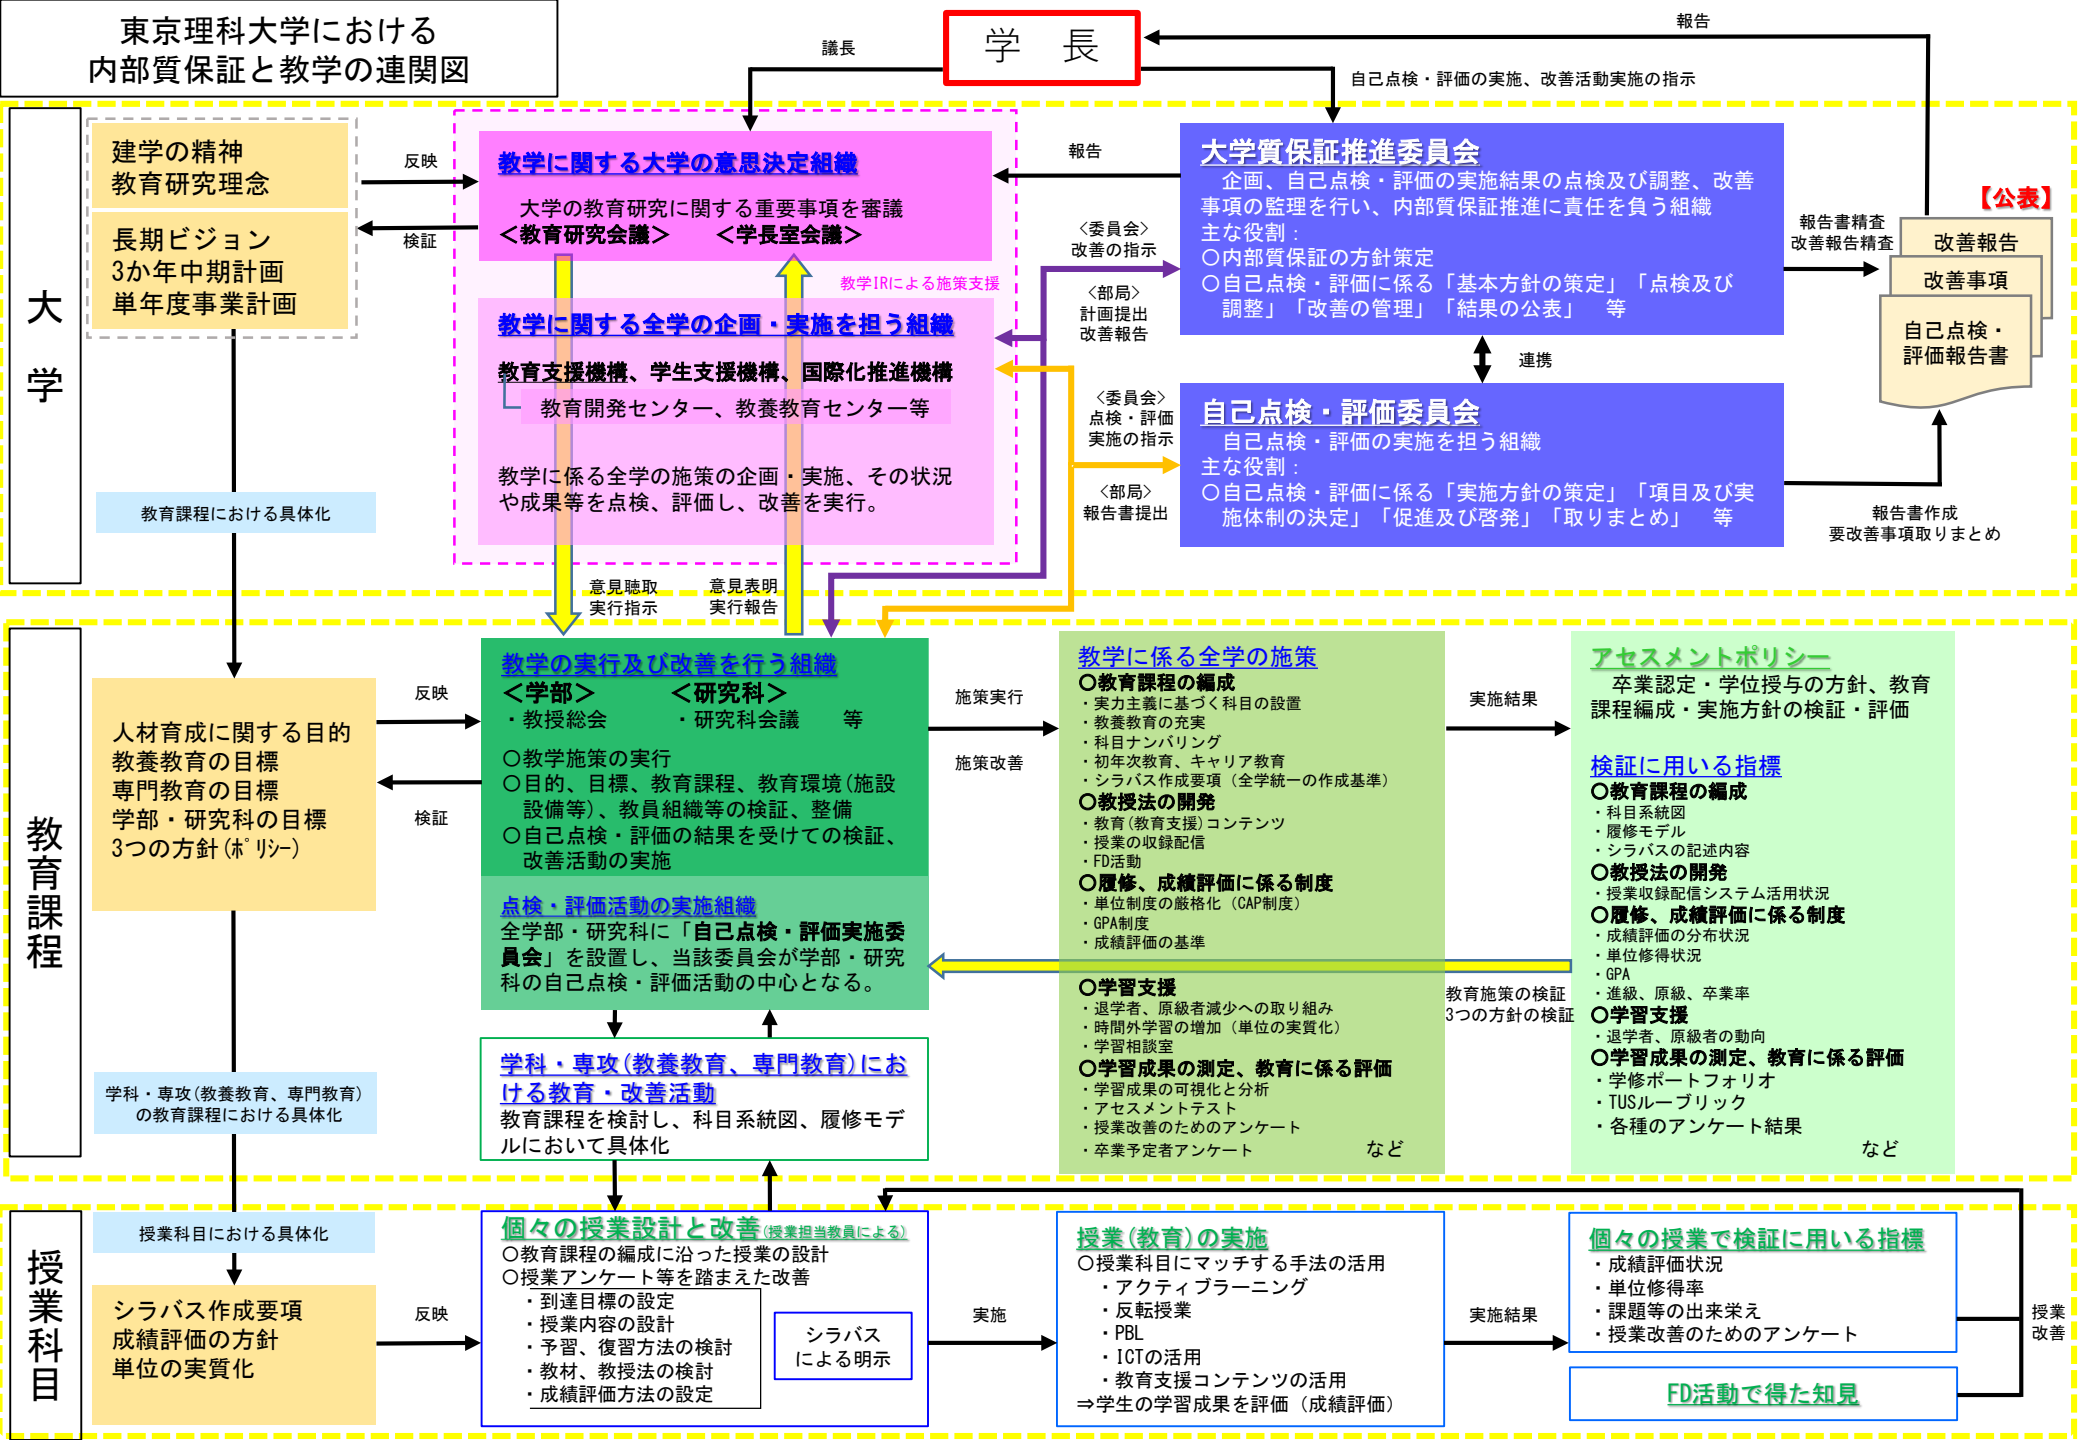 東京理科大学における
内部質保証と教学の連関図
学　長
議長
報告
自己点検・評価の実施、改善活動実施の指示
大学
建学の精神
教育研究理念
長期ビジョン
3か年中期計画
単年度事業計画
反映
検証
教学に関する大学の意思決定組織
大学の教育研究に関する重要事項を審議
＜教育研究会議＞　＜学長室会議＞
教学IRによる施策支援
教学に関する全学の企画・実施を担う組織
教育支援機構、学生支援機構、国際化推進機構
教育開発センター、教養教育センター等
教学に係る全学の施策の企画・実施、その状況
や成果等を点検、評価し、改善を実行。
報告
〈委員会〉
改善の指示
〈部局〉
計画提出
改善報告
〈委員会〉
点検・評価
実施の指示
〈部局〉
報告書提出
大学質保証推進委員会
企画、自己点検・評価の実施結果の点検及び調整、改善
事項の監理を行い、内部質保証推進に責任を負う組織
主な役割：
○内部質保証の方針策定
○自己点検・評価に係る「基本方針の策定」「点検及び
調整」「改善の管理」「結果の公表」　等
連携
自己点検・評価委員会
自己点検・評価の実施を担う組織
主な役割：
○自己点検・評価に係る「実施方針の策定」「項目及び実
施体制の決定」「促進及び啓発」「取りまとめ」　等
【公表】
報告書精査
改善報告精査
改善報告
改善事項
自己点検・
評価報告書
報告書作成
要改善事項取りまとめ
教育課程における具体化
意見聴取
実行指示
意見表明
実行報告
教育課程
人材育成に関する目的
教養教育の目標
専門教育の目標
学部・研究科の目標
3つの方針(ﾎﾟﾘｼｰ)
反映
検証
教学の実行及び改善を行う組織
＜学部＞　＜研究科＞
・教授総会　・研究科会議　等
○教学施策の実行
○目的、目標、教育課程、教育環境(施設
設備等)、教員組織等の検証、整備
○自己点検・評価の結果を受けての検証、
改善活動の実施
点検・評価活動の実施組織
全学部・研究科に「自己点検・評価実施委
員会」を設置し、当該委員会が学部・研究
科の自己点検・評価活動の中心となる。
学科・専攻(教養教育、専門教育)にお
ける教育・改善活動
教育課程を検討し、科目系統図、履修モデ
ルにおいて具体化
施策実行
施策改善
教学に係る全学の施策
○教育課程の編成
・実力主義に基づく科目の設置
・教養教育の充実
・科目ナンバリング
・初年次教育、キャリア教育
・シラバス作成要項（全学統一の作成基準）
○教授法の開発
・教育(教育支援)コンテンツ
・授業の収録配信
・FD活動
○履修、成績評価に係る制度
・単位制度の厳格化（CAP制度）
・GPA制度
・成績評価の基準
○学習支援
・退学者、原級者減少への取り組み
・時間外学習の増加（単位の実質化）
・学習相談室
○学習成果の測定、教育に係る評価
・学習成果の可視化と分析
・アセスメントテスト
・授業改善のためのアンケート
・卒業予定者アンケート　など
実施結果
教育施策の検証
3つの方針の検証
アセスメントポリシー
卒業認定・学位授与の方針、教育
課程編成・実施方針の検証・評価
検証に用いる指標
○教育課程の編成
・科目系統図
・履修モデル
・シラバスの記述内容
○教授法の開発
・授業収録配信システム活用状況
○履修、成績評価に係る制度
・成績評価の分布状況
・単位修得状況
・GPA
・進級、原級、卒業率
○学習支援
・退学者、原級者の動向
○学習成果の測定、教育に係る評価
・学修ポートフォリオ
・TUSルーブリック
・各種のアンケート結果
など
学科・専攻(教養教育、専門教育)
の教育課程における具体化
授業科目
授業科目における具体化
シラバス作成要項
成績評価の方針
単位の実質化
反映
個々の授業設計と改善(授業担当教員による)
○教育課程の編成に沿った授業の設計
○授業アンケート等を踏まえた改善
・到達目標の設定
・授業内容の設計
・予習、復習方法の検討
・教材、教授法の検討
・成績評価方法の設定
シラバス
による明示
実施
授業(教育)の実施
○授業科目にマッチする手法の活用
・アクティブラーニング
・反転授業
・PBL
・ICTの活用
・教育支援コンテンツの活用
⇒学生の学習成果を評価（成績評価）
実施結果
個々の授業で検証に用いる指標
・成績評価状況
・単位修得率
・課題等の出来栄え
・授業改善のためのアンケート
FD活動で得た知見
授業
改善